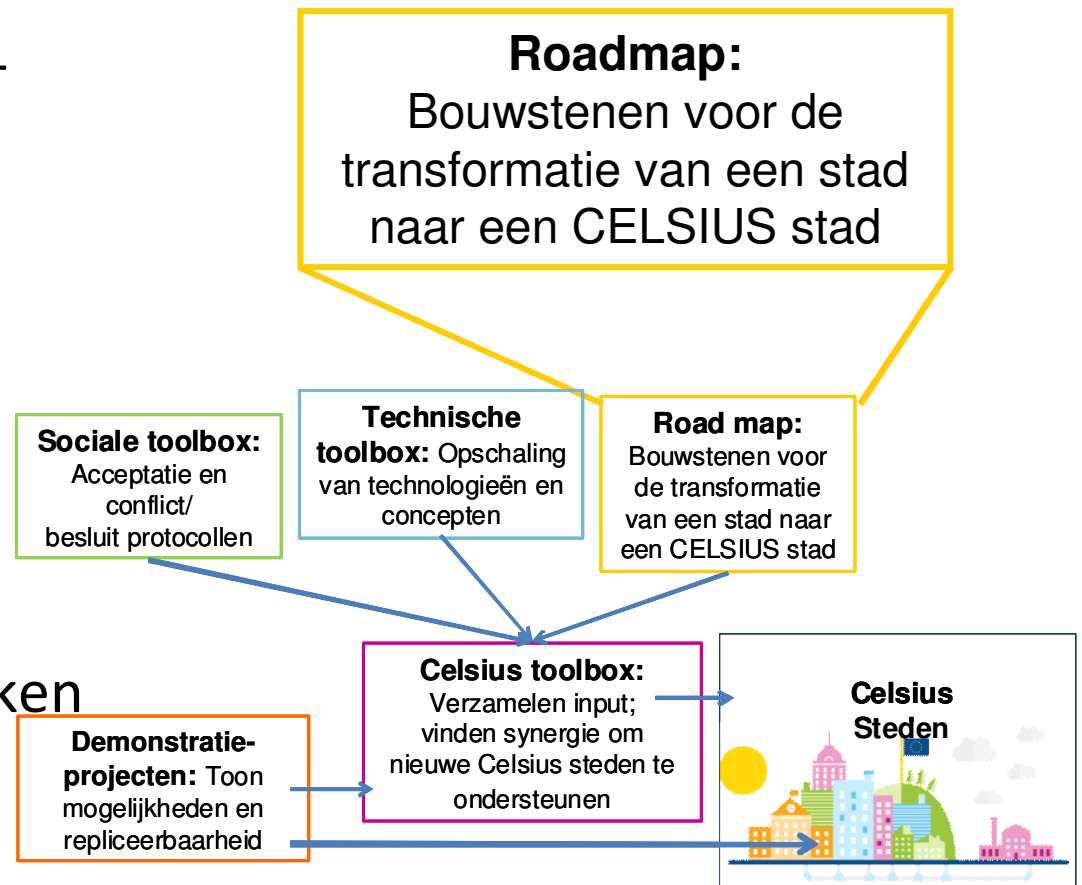 Roadmap:
Bouwstenen voor de
transformatie van een stad
naar een CELSIUS stad
Sociale toolbox:
Acceptatie en
conflict/
besluit protocollen
Technische
toolbox: Opschaling
van technologieën en
concepten
Road map:
Bouwstenen voor
de transformatie
van een stad naar
een CELSIUS stad
ken
Demonstratie-
projecten: Toon
mogelijkheden en
repliceerbaarheid
Celsius toolbox:
Verzamelen input;
vinden synergie om
nieuwe Celsius steden te
ondersteunen
Celsius
Steden